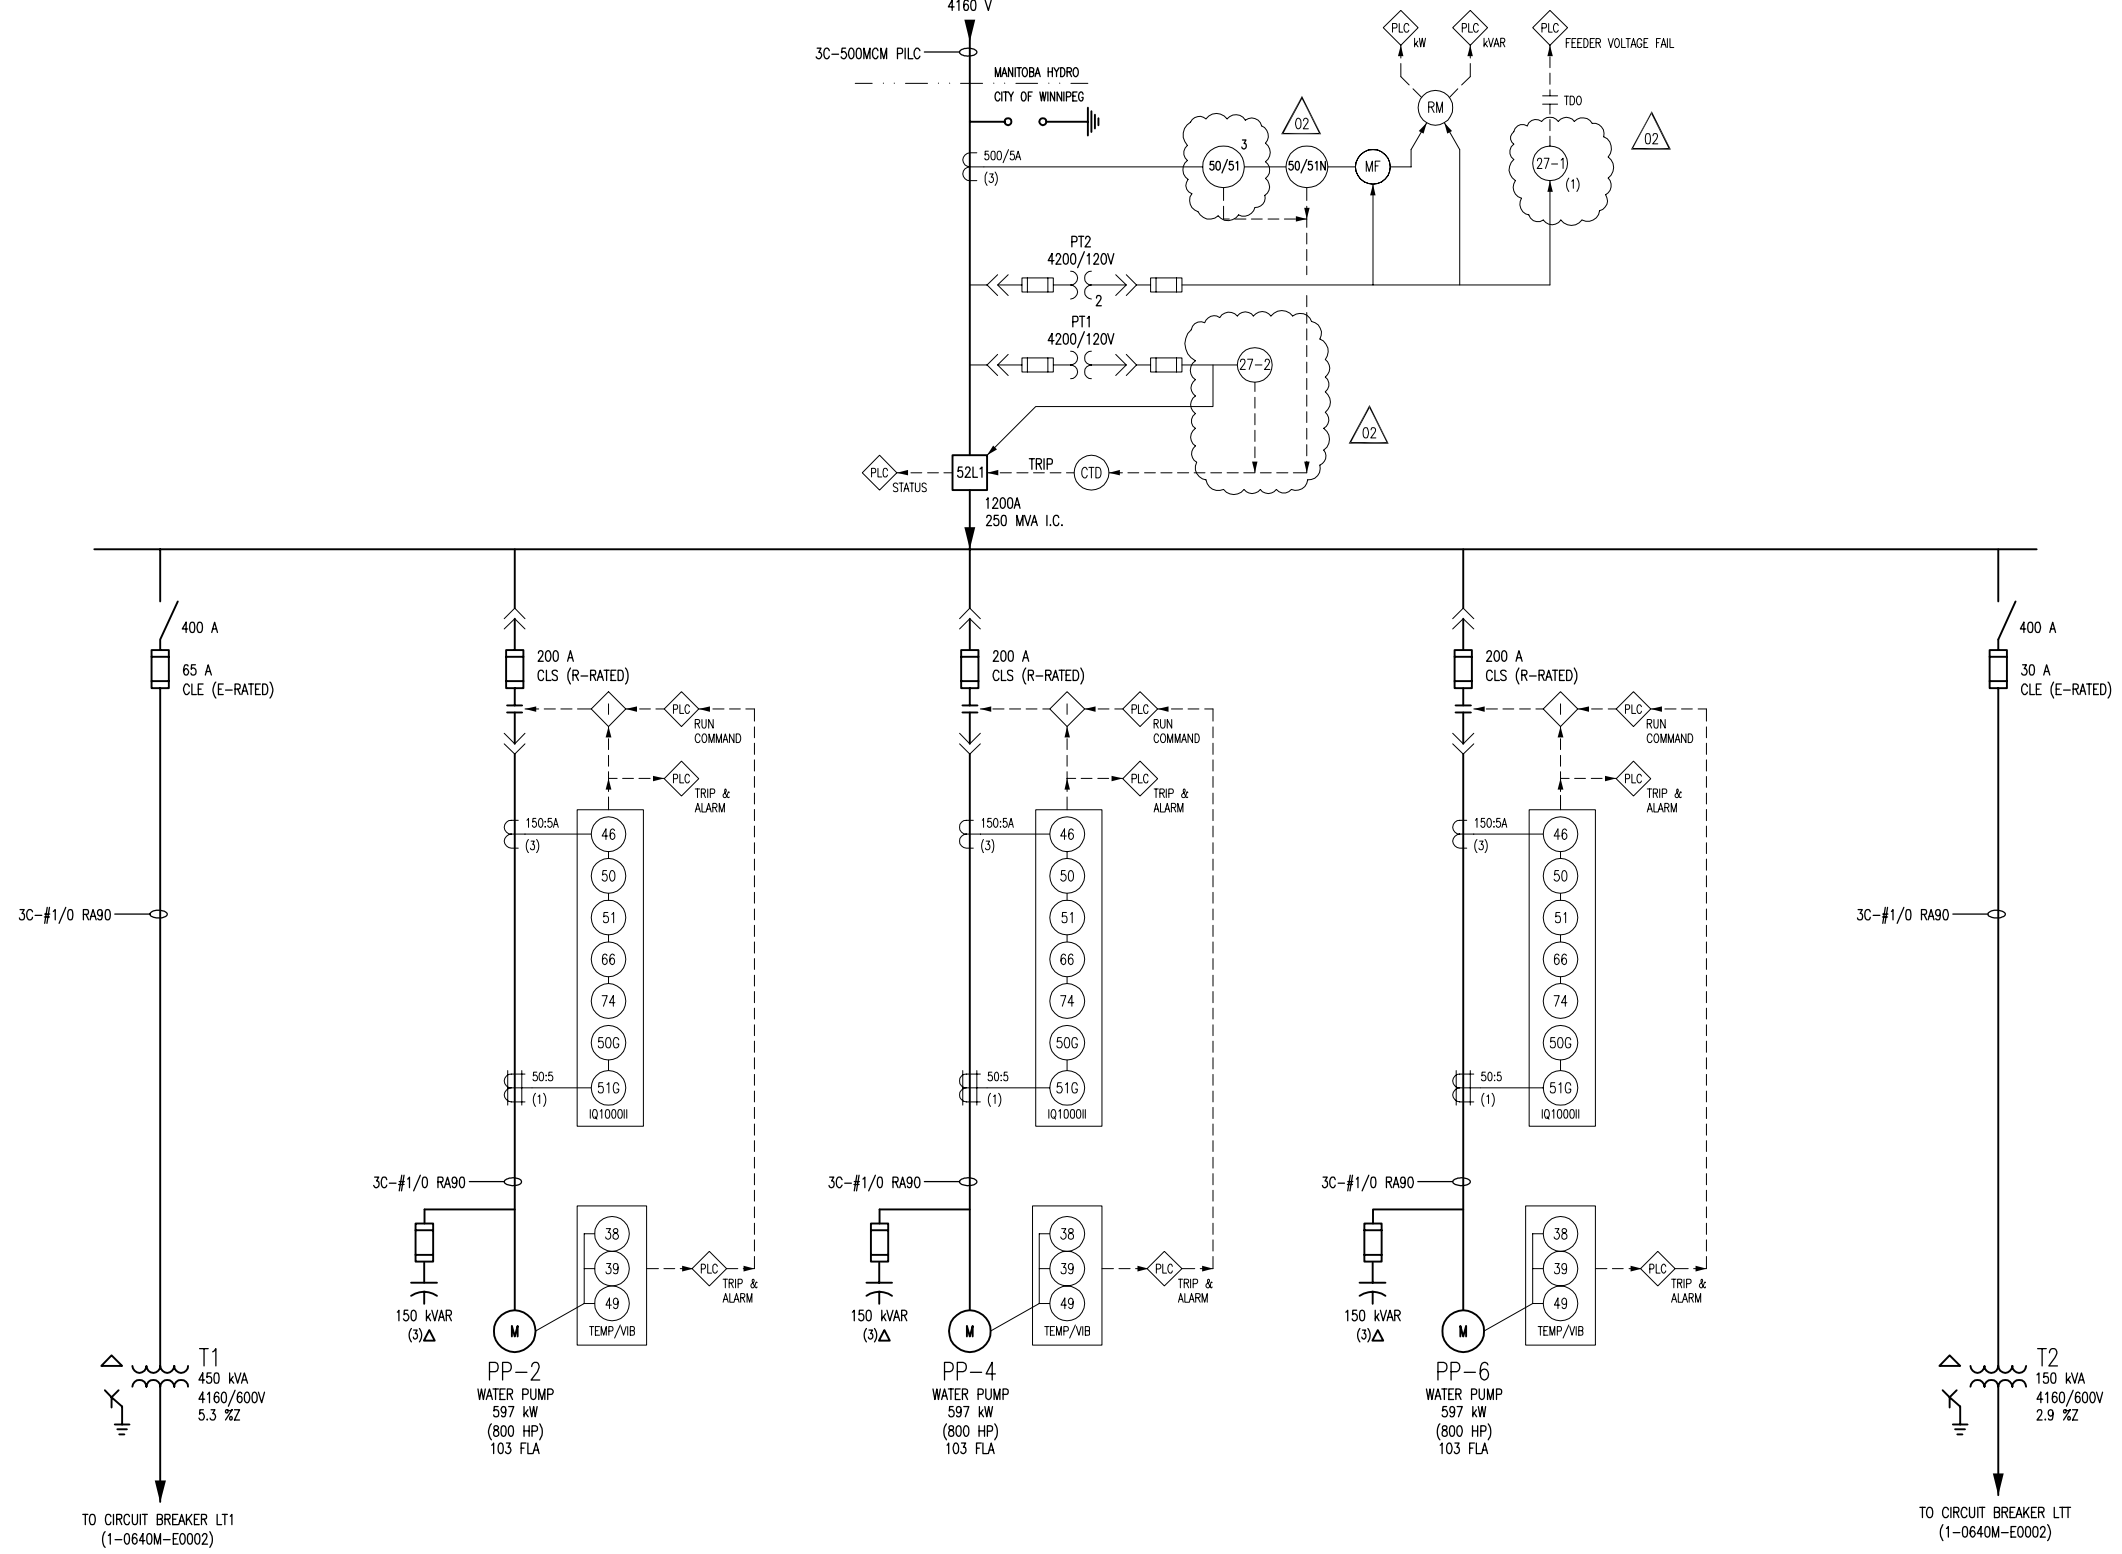 4160 V
3C-500MCM PILC
MANITOBA HYDRO
CITY OF WINNIPEG
PLC
kW
PLC
kVAR
PLC
FEEDER VOLTAGE FAIL
RM
TDO
02
02
500/5A
(3)
50/51
3
50/51N
MF
27-1
(1)
PT2
4200/120V
2
PT1
4200/120V
27-2
02
PLC
STATUS
52L1
TRIP
CTD
1200A
250 MVA I.C.
400 A
65 A
CLE (E-RATED)
3C-#1/0 RA90
T1
450 kVA
4160/600V
5.3 %Z
TO CIRCUIT BREAKER LT1
(1-0640M-E0002)
200 A
CLS (R-RATED)
I
PLC
RUN
COMMAND
PLC
TRIP &
ALARM
150:5A
(3)
46
50
51
66
74
50G
51G
IQ1000II
50:5
(1)
3C-#1/0 RA90
150 kVAR
(3)Δ
38
39
49
TEMP/VIB
PLC
TRIP &
ALARM
M
PP-2
WATER PUMP
597 kW
(800 HP)
103 FLA
200 A
CLS (R-RATED)
I
PLC
RUN
COMMAND
PLC
TRIP &
ALARM
150:5A
(3)
46
50
51
66
74
50G
51G
IQ1000II
50:5
(1)
3C-#1/0 RA90
150 kVAR
(3)Δ
38
39
49
TEMP/VIB
PLC
TRIP &
ALARM
M
PP-4
WATER PUMP
597 kW
(800 HP)
103 FLA
200 A
CLS (R-RATED)
I
PLC
RUN
COMMAND
PLC
TRIP &
ALARM
150:5A
(3)
46
50
51
66
74
50G
51G
IQ1000II
50:5
(1)
3C-#1/0 RA90
150 kVAR
(3)Δ
38
39
49
TEMP/VIB
PLC
TRIP &
ALARM
M
PP-6
WATER PUMP
597 kW
(800 HP)
103 FLA
400 A
30 A
CLE (E-RATED)
3C-#1/0 RA90
T2
150 kVA
4160/600V
2.9 %Z
TO CIRCUIT BREAKER LTT
(1-0640M-E0002)